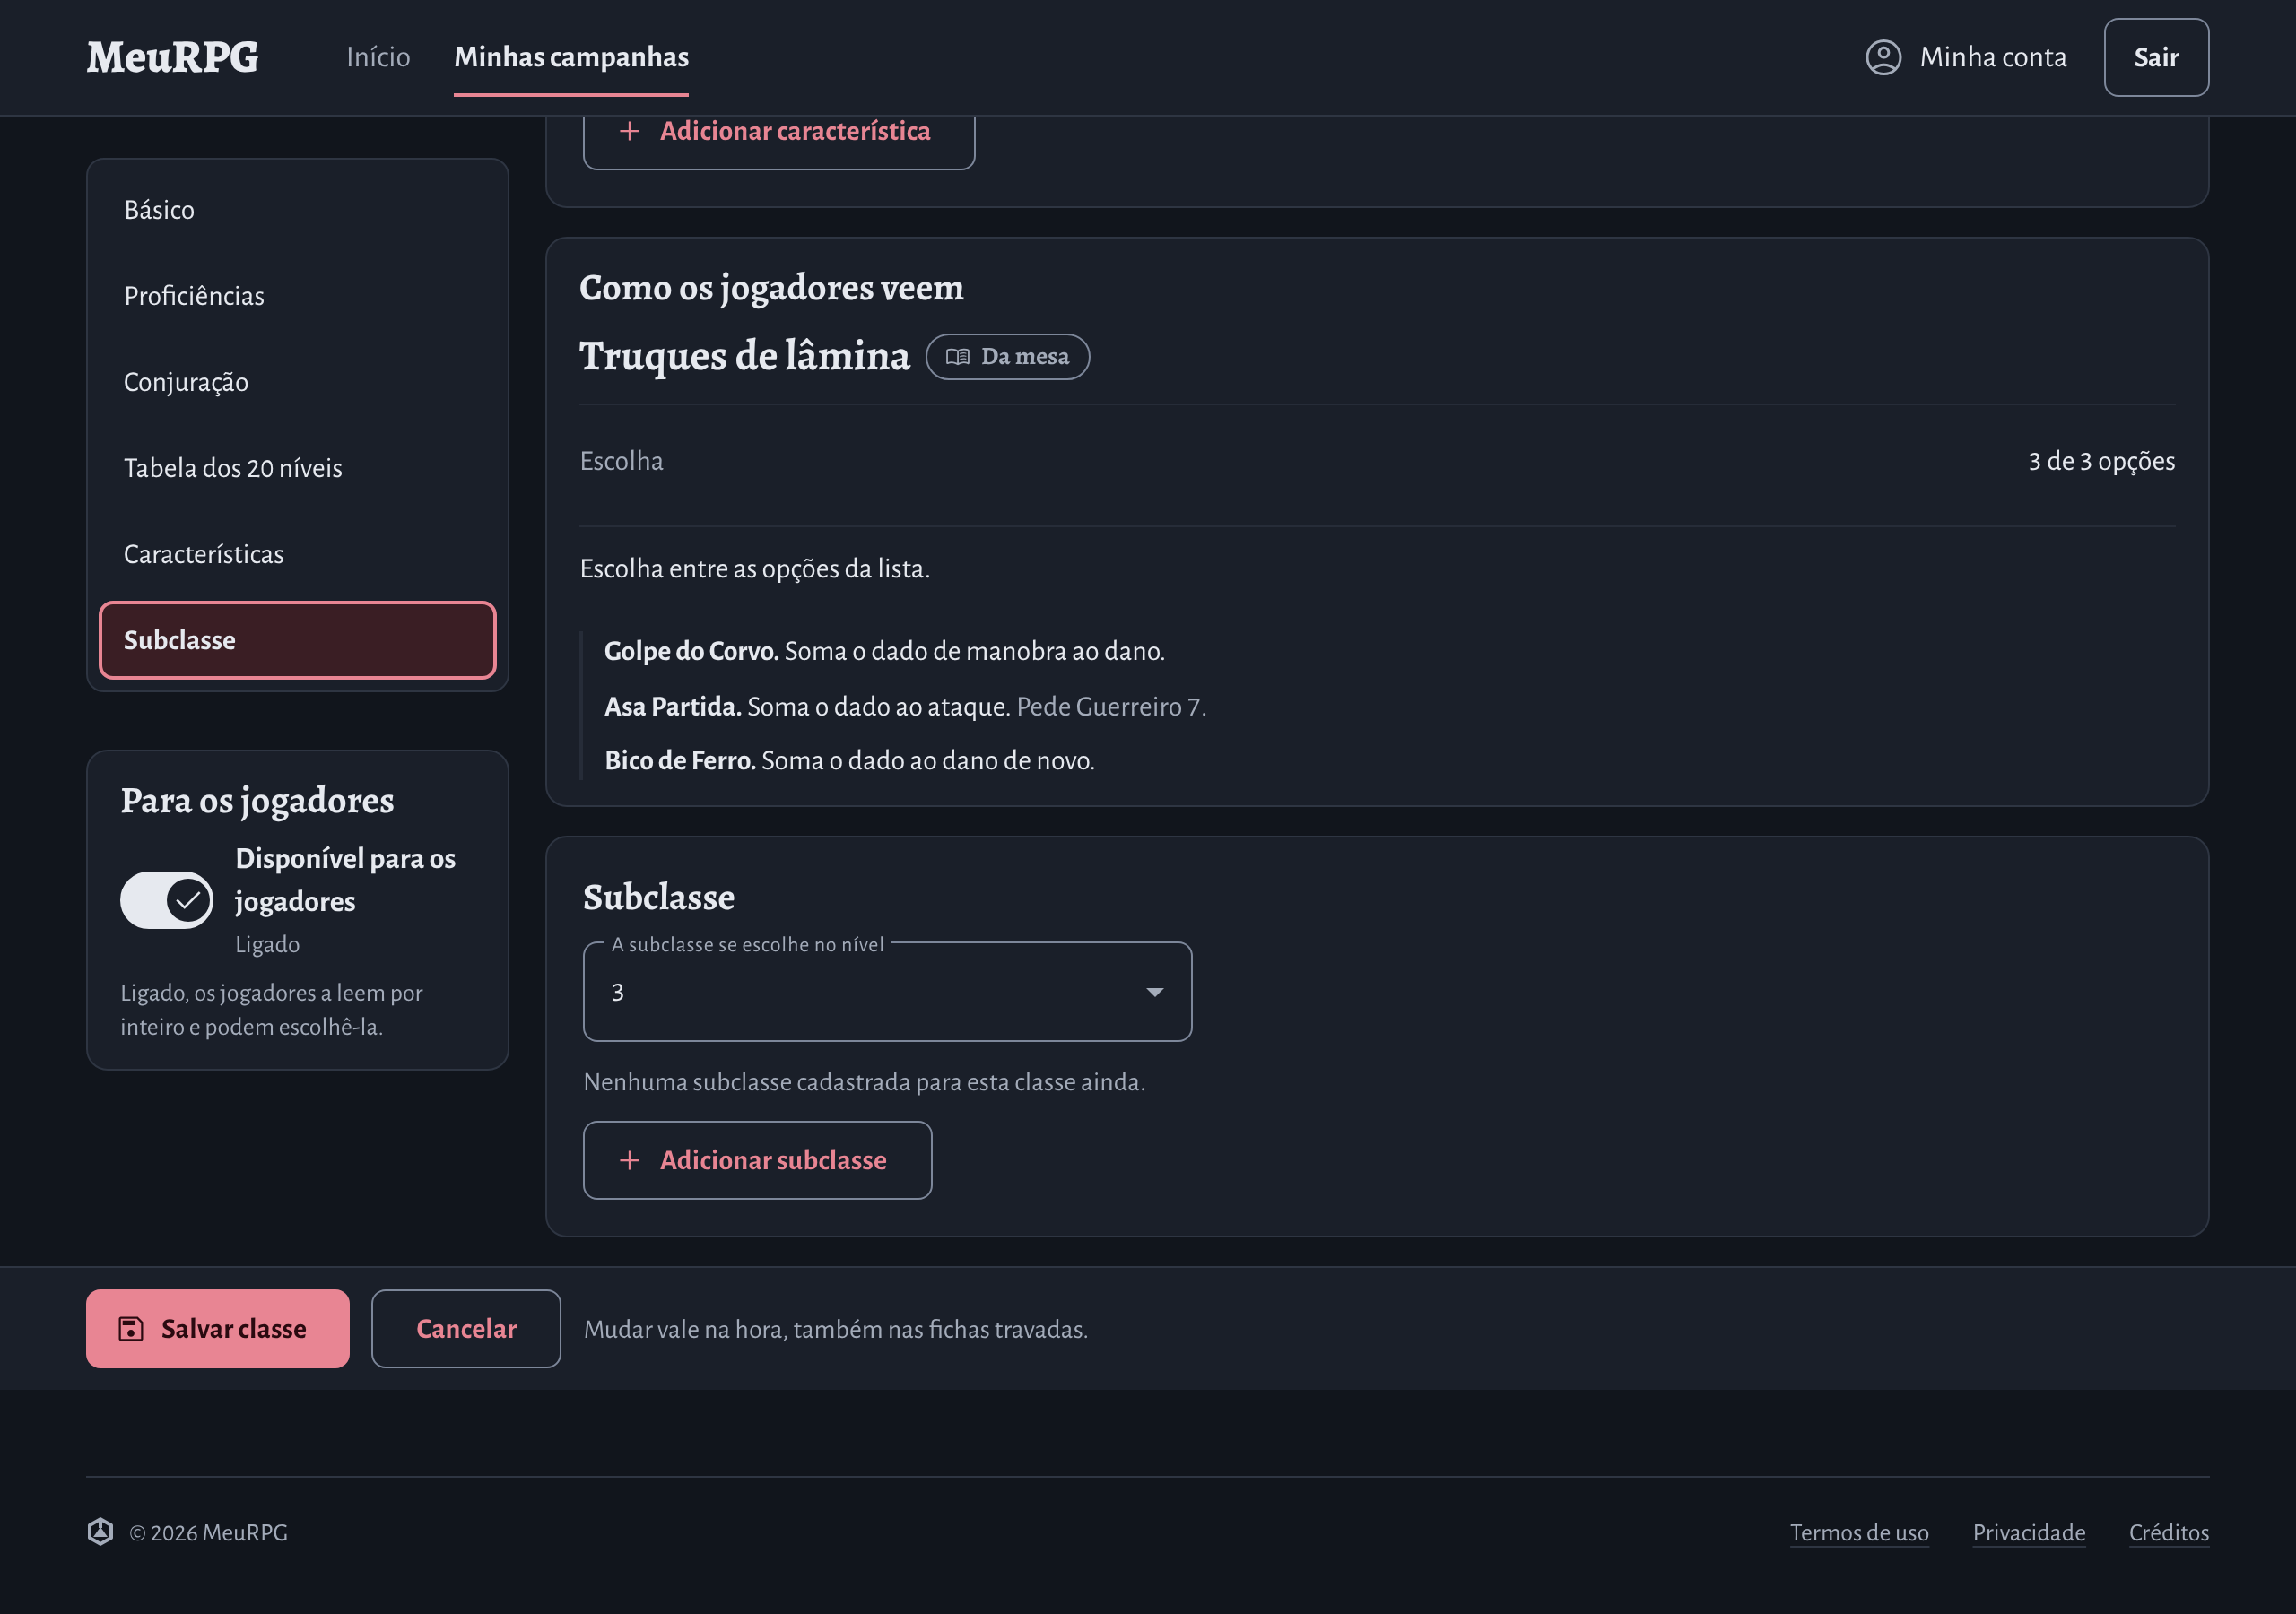 MeuRPG
Início
Minhas campanhas
Minha conta
Sair
Básico
Proficiências
Conjuração
Tabela dos 20 níveis
Características
Subclasse
Para os jogadores
Disponível para os
jogadores
Ligado
Ligado, os jogadores a leem por
inteiro e podem escolhê-la.
+ Adicionar característica
Como os jogadores veem
Truques de lâmina
Da mesa
Escolha
3 de 3 opções
Escolha entre as opções da lista.
Golpe do Corvo. Soma o dado de manobra ao dano.
Asa Partida. Soma o dado ao ataque. Pede Guerreiro 7.
Bico de Ferro. Soma o dado ao dano de novo.
Subclasse
A subclasse se escolhe no nível
3
Nenhuma subclasse cadastrada para esta classe ainda.
+ Adicionar subclasse
Salvar classe
Cancelar
Mudar vale na hora, também nas fichas travadas.
© 2026 MeuRPG
Termos de uso
Privacidade
Créditos